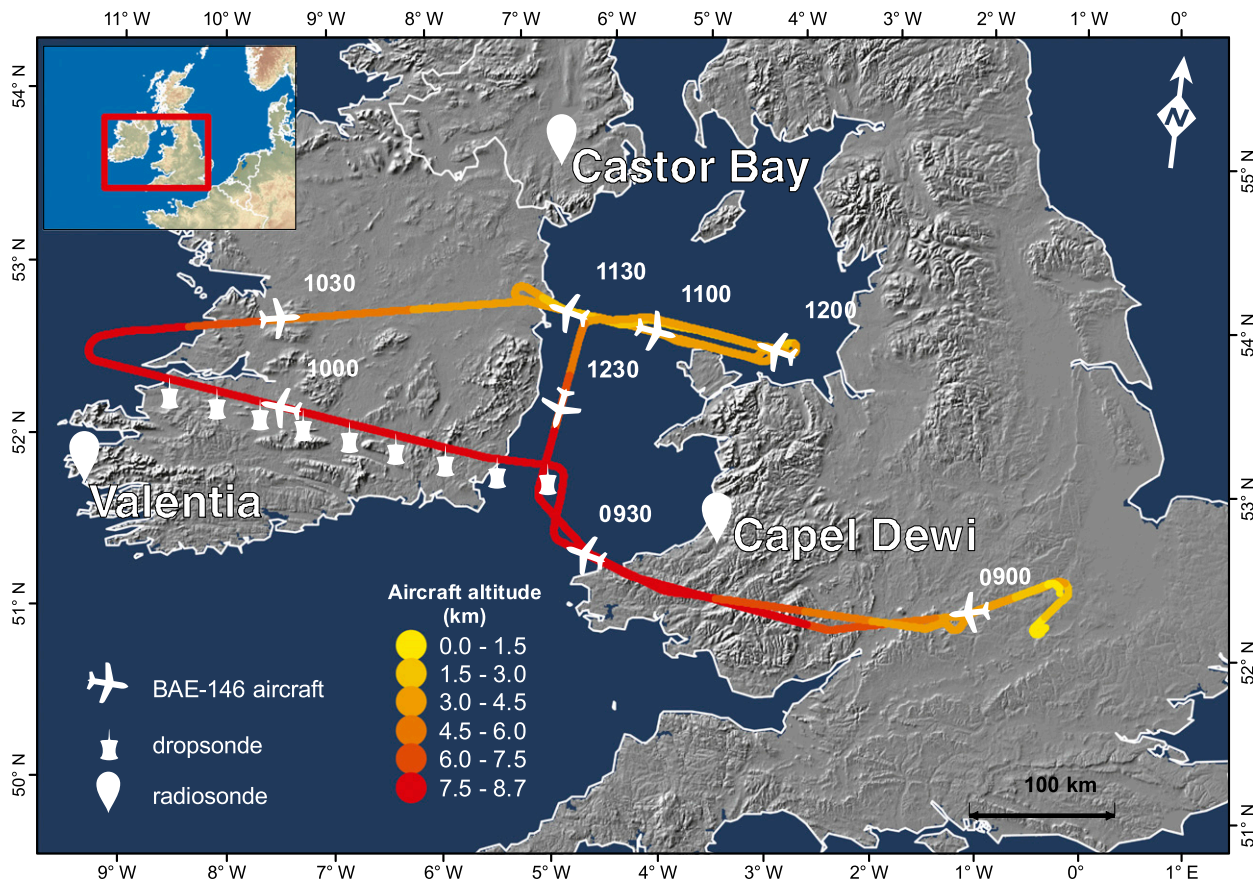 11° W 10° W 9° W 8° W 7° W 6° W 5° W 4° W 3° W 2° W 1° W 0°
54° N
N
Castor Bay
55° N
53° N
1130
1030
1100
1200
54° N
1000
1230
52° N
Valentia
53° N
0930
Capel Dewi
0900
51° N
Aircraft altitude
(km)
0.0 - 1.5
1.5 - 3.0
3.0 - 4.5
4.5 - 6.0
6.0 - 7.5
7.5 - 8.7
52° N
BAE-146 aircraft
dropsonde
radiosonde
50° N
100 km
51° N
9° W 8° W 7° W 6° W 5° W 4° W 3° W 2° W 1° W 0° 1° E